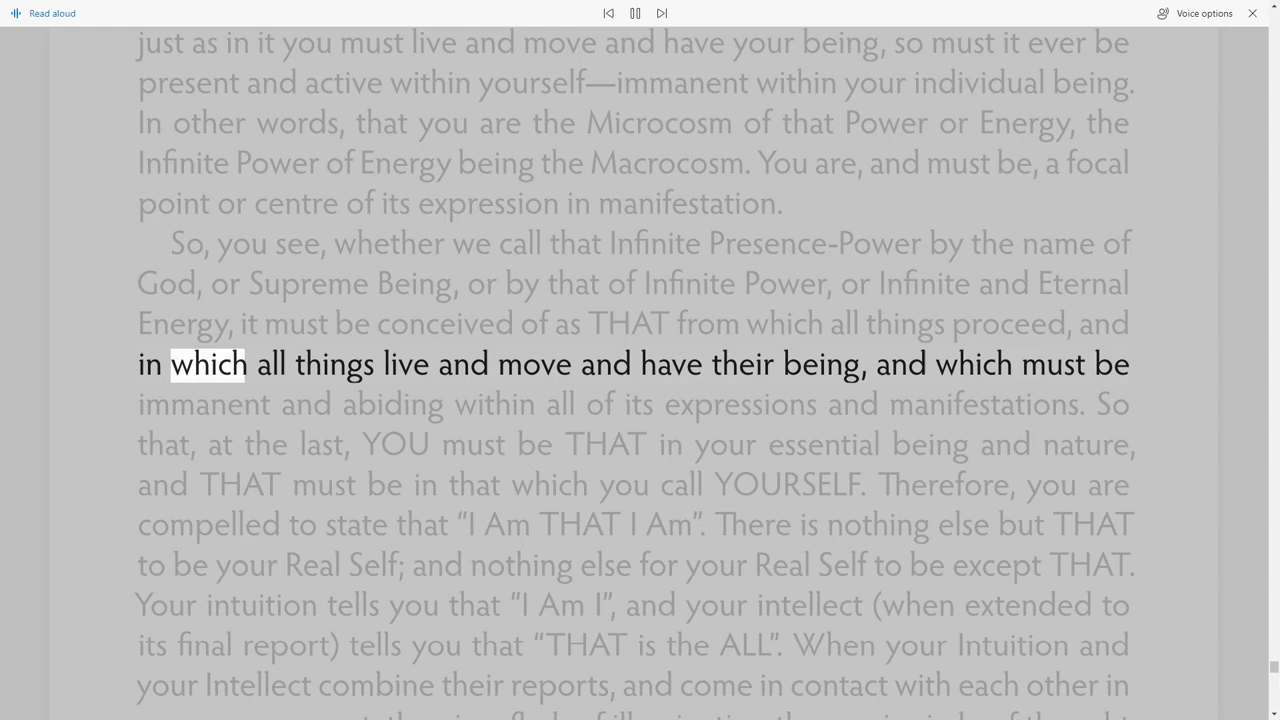 Read aloud
Voice options
just as in it you must live and move and have your being, so must it ever be
present and active within yourself—immanent within your individual being.
In other words, that you are the Microcosm of that Power or Energy, the
Infinite Power of Energy being the Macrocosm. You are, and must be, a focal
point or centre of its expression in manifestation.
So, you see, whether we call that Infinite Presence-Power by the name of
God, or Supreme Being, or by that of Infinite Power, or Infinite and Eternal
Energy, it must be conceived of as THAT from which all things proceed, and
in which all things live and move and have their being, and which must be
immanent and abiding within all of its expressions and manifestations. So
that, at the last, YOU must be THAT in your essential being and nature,
and THAT must be in that which you call YOURSELF. Therefore, you are
compelled to state that “I Am THAT I Am”. There is nothing else but THAT
to be your Real Self; and nothing else for your Real Self to be except THAT.
Your intuition tells you that “I Am I”, and your intellect (when extended to
its final report) tells you that “THAT is the ALL”. When your Intuition and
your Intellect combine their reports, and come in contact with each other in